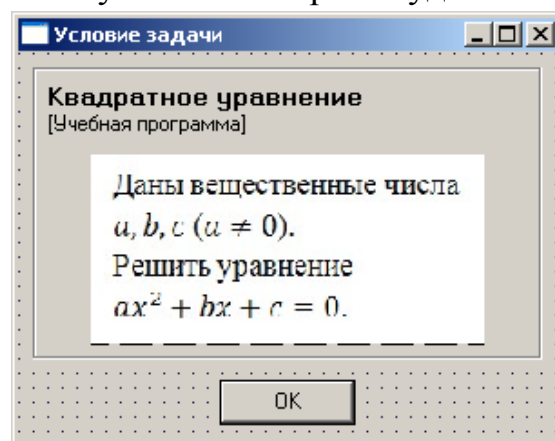 Условие задачи
Квадратное уравнение
[Учебная программа]
Даны вещественные числа
a, b, c (a ≠ 0).
Решить уравнение
ax² + bx + c = 0.
OK